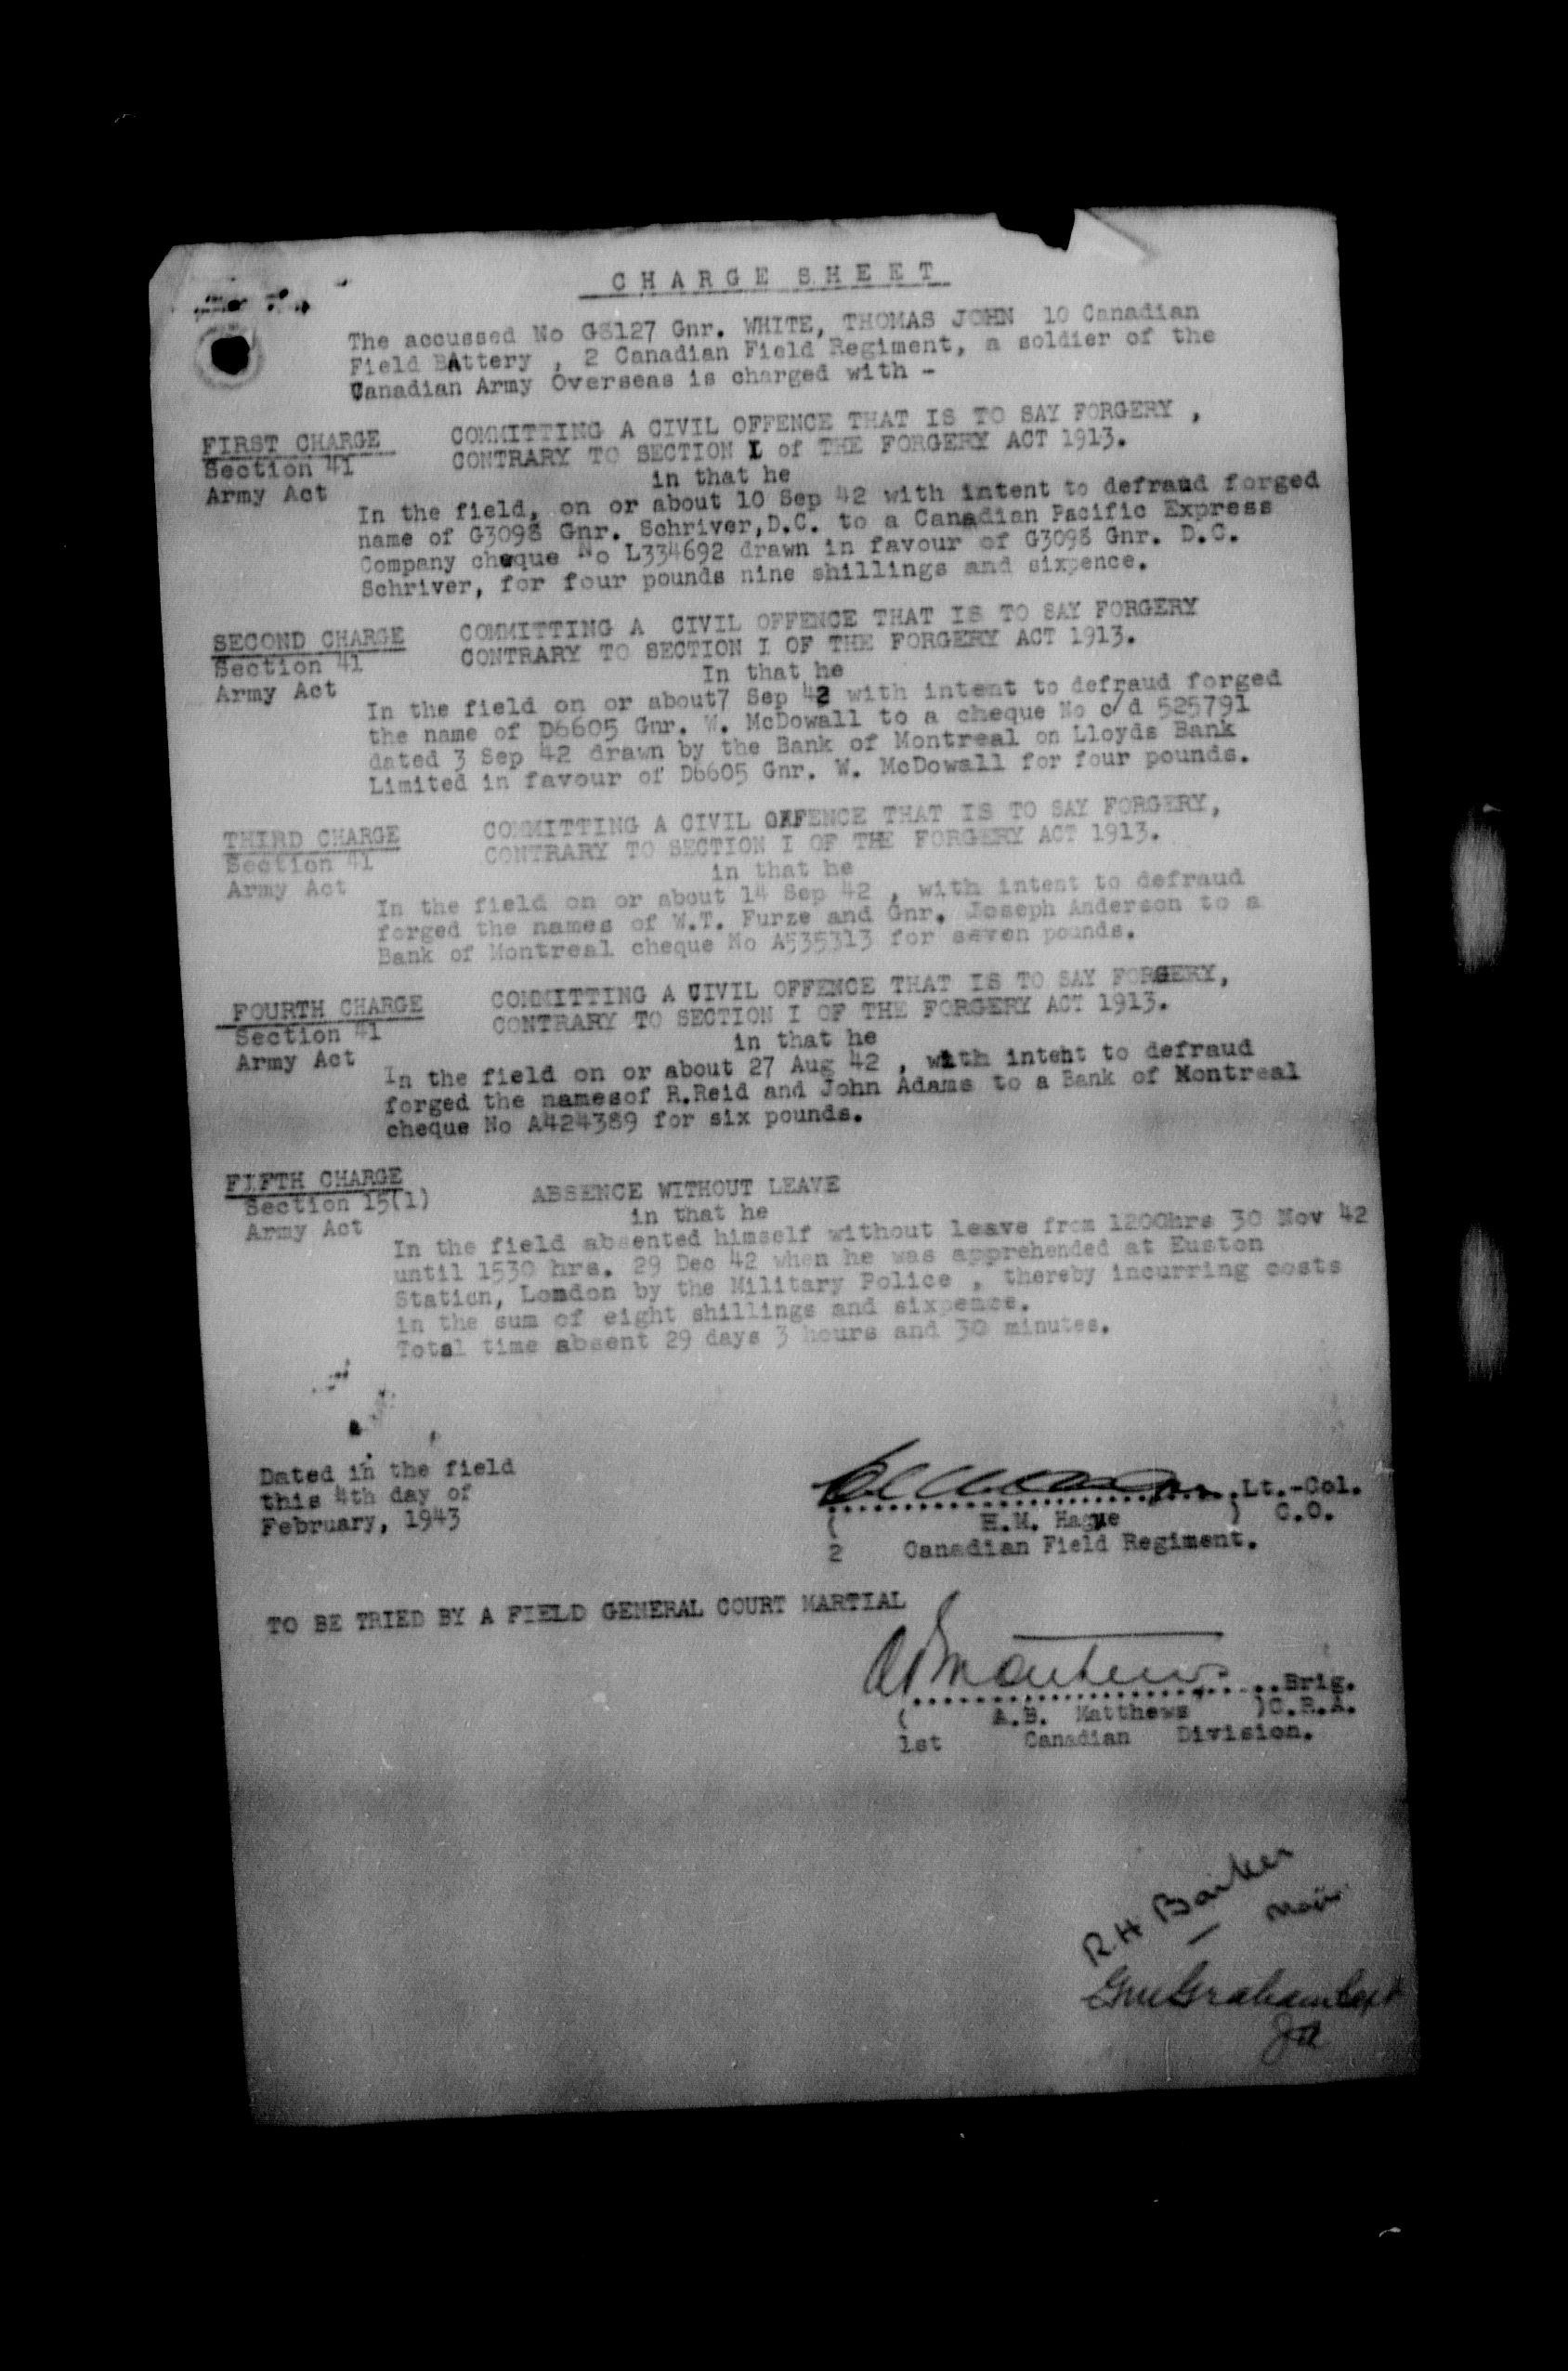 CHARGE SHEET
The accussed No G8127 Gnr. WHITE, THOMAS JOHN 10 Canadian
Field BAttery , 2 Canadian Field Regiment, a soldier of the
Canadian Army Overseas is charged with -
FIRST CHARGE
Section 41
Army Act
COMMITTING A CIVIL OFFENCE THAT IS TO SAY FORGERY ,
CONTRARY TO SECTION I of THE FORGERY ACT 1913.
in that he
In the field, on or about 10 Sep 42 with intent to defraud forged
name of G3098 Gnr. Schriver,D.C. to a Canadian Pacific Express
Company cheque No L334692 drawn in favour of G3098 Gnr. D.C.
Schriver, for four pounds nine shillings and sixpence.
SECOND CHARGE
Section 41
Army Act
COMMITTING A CIVIL OFFENCE THAT IS TO SAY FORGERY
CONTRARY TO SECTION I OF THE FORGERY ACT 1913.
In that he
In the field on or about7 Sep 42 with intent to defraud forged
the name of D6605 Gnr. W. McDowall to a cheque No c/d 525791
dated 3 Sep 42 drawn by the Bank of Montreal on Lloyds Bank
Limited in favour of D6605 Gnr. W. McDowall for four pounds.
THIRD CHARGE
Section 41
Army Act
COMMITTING A CIVIL OFFENCE THAT IS TO SAY FORGERY,
CONTRARY TO SECTION I OF THE FORGERY ACT 1913.
in that he
In the field on or about 14 Sep 42 , with intent to defraud
forged the names of W.T. Furze and Gnr. Joseph Anderson to a
Bank of Montreal cheque No A535313 for seven pounds.
FOURTH CHARGE
Section 41
Army Act
COMMITTING A CIVIL OFFENCE THAT IS TO SAY FORGERY,
CONTRARY TO SECTION I OF THE FORGERY ACT 1913.
in that he
In the field on or about 27 Aug 42 , with intent to defraud
forged the namesof R.Reid and John Adams to a Bank of Montreal
cheque No A424389 for six pounds.
FIFTH CHARGE
Section 15(1)
Army Act
ABSENCE WITHOUT LEAVE
in that he
In the field absented himself without leave from 1200hrs 30 Nov 42
until 1530 hrs. 29 Dec 42 when he was apprehended at Euston
Station, London by the Military Police , thereby incurring costs
in the sum of eight shillings and sixpence.
Total time absent 29 days 3 hours and 30 minutes.
Dated in the field
this 4th day of
February, 1943
Lt.-Col.
( H.M. Hague ) C.O.
2 Canadian Field Regiment.
TO BE TRIED BY A FIELD GENERAL COURT MARTIAL
ABMatthews Brig.
( A.B. Matthews )C.R.A.
1st Canadian Division.
R H Barker
Major
Graham Capt
JA